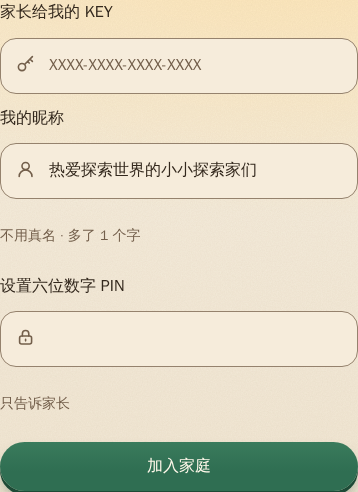 家长给我的 KEY
XXXX-XXXX-XXXX-XXXX
我的昵称
热爱探索世界的小小探索家们
不用真名 · 多了 1 个字
设置六位数字 PIN
只告诉家长
加入家庭